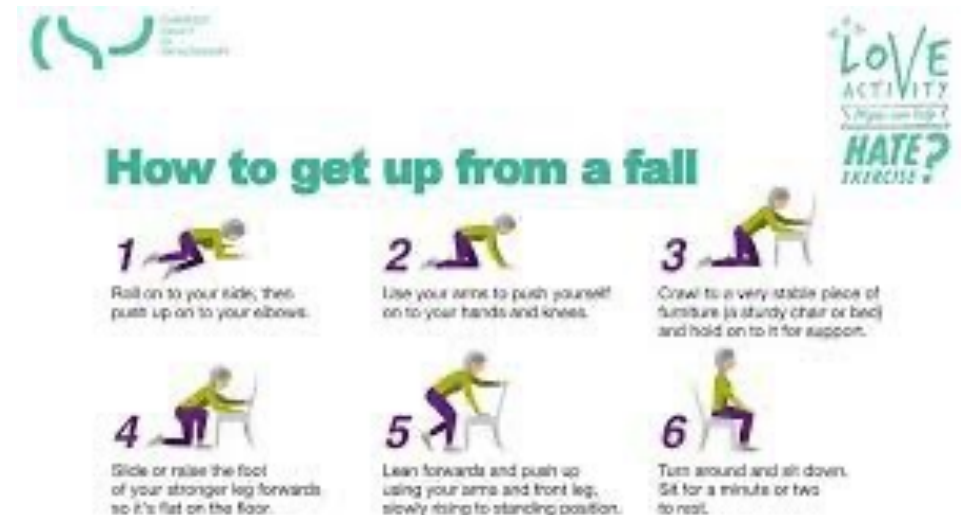 LOVE
ACTIVITY
HATE?
EXERCISE
How to get up from a fall
1
Roll on to your side, then
push up on to your elbows.
2
Use your arms to push yourself
on to your hands and knees.
3
Crawl to a very stable piece of
furniture (a sturdy chair or bed)
and hold on to it for support.
4
Slide or raise the foot
of your stronger leg forwards
so it's flat on the floor.
5
Lean forwards and push up
using your arms and front leg,
slowly rising to standing position.
6
Turn around and sit down.
Sit for a minute or two
to rest.